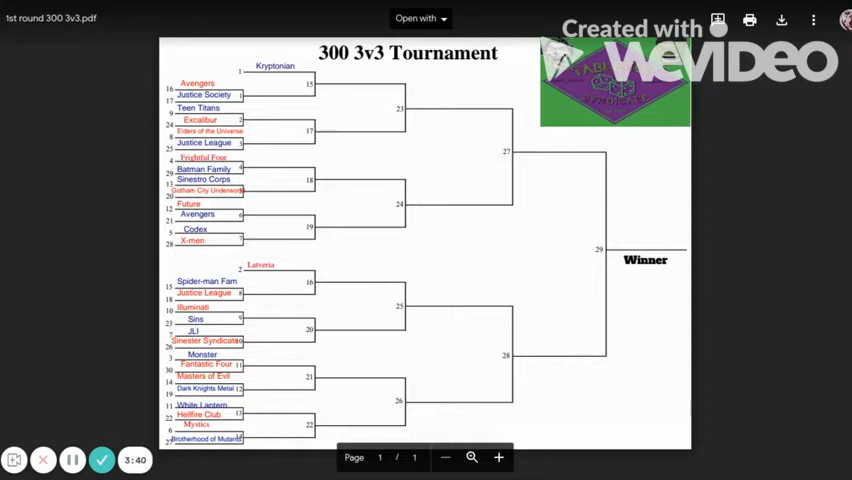 1st round 300 3v3.pdf
Open with
Created with
WEVIDEO
300 3v3 Tournament
TABLETOP
SYNDICATE
1 Kryptonian
15
16 Avengers
17 Justice Society 1
23
9 Teen Titans
24 Excalibur 2
17
8 Elders of the Universe
25 Justice League 3
27
4 Frightful Four
29 Batman Family 4
18
13 Sinestro Corps
20 Gotham City Underworld
24
12 Future
21 Avengers 6
19
5 Codex
28 X-men 7
29
Winner
2 Latveria
16
15 Spider-man Fam
18 Justice League 8
25
10 Illuminati
23 Sins 9
20
7 JLI
26 Sinester Syndicate 10
28
3 Monster
30 Fantastic Four 11
21
14 Masters of Evil
19 Dark Knights Metal 12
26
11 White Lantern
22 Hellfire Club 13
22
6 Mystics
27 Brotherhood of Mutants
3:40
Page 1 / 1